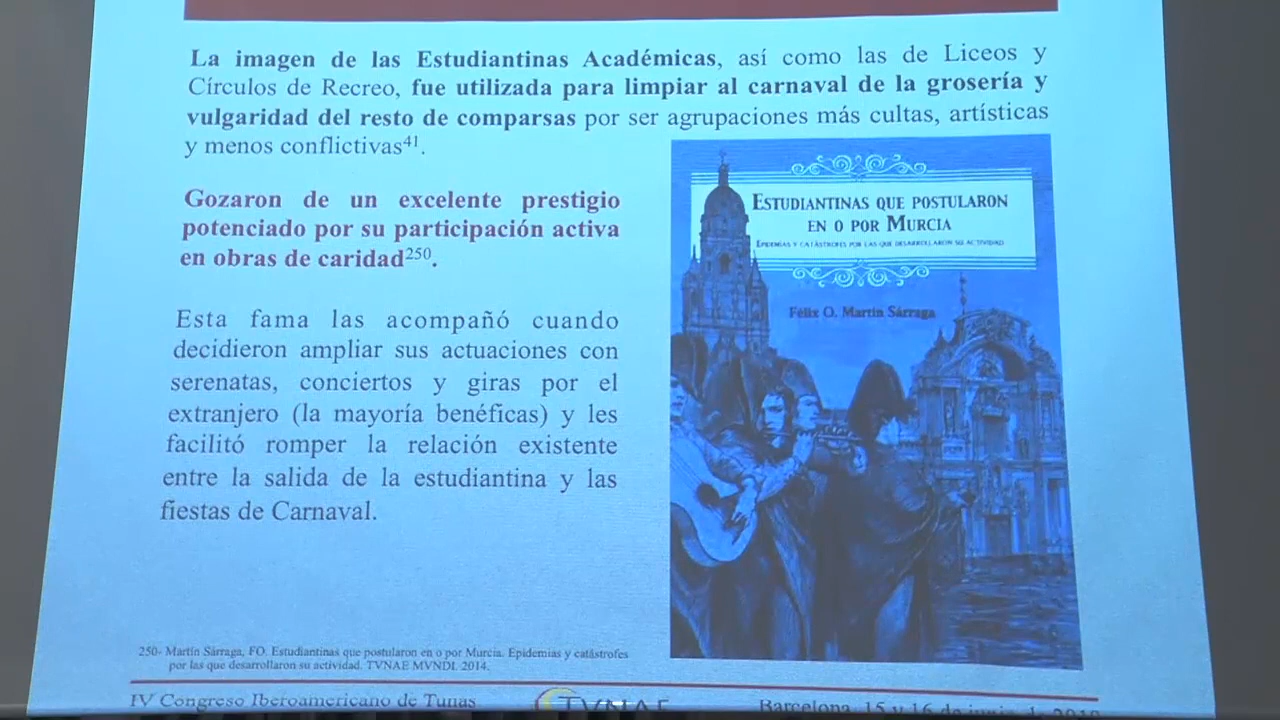 La imagen de las Estudiantinas Académicas, así como las de Liceos y
Círculos de Recreo, fue utilizada para limpiar al carnaval de la grosería y
vulgaridad del resto de comparsas por ser agrupaciones más cultas, artísticas
y menos conflictivas41.
Gozaron de un excelente prestigio
potenciado por su participación activa
en obras de caridad250.
Esta fama las acompañó cuando
decidieron ampliar sus actuaciones con
serenatas, conciertos y giras por el
extranjero (la mayoría benéficas) y les
facilitó romper la relación existente
entre la salida de la estudiantina y las
fiestas de Carnaval.
ESTUDIANTINAS QUE POSTULARON
EN O POR MURCIA
EPIDEMIAS Y CATÁSTROFES POR LAS QUE DESARROLLARON SU ACTIVIDAD
Félix O. Martín Sárraga
250- Martín Sárraga, FO. Estudiantinas que postularon en o por Murcia. Epidemias y catástrofes
por las que desarrollaron su actividad. TVNAE MVNDI. 2014.
IV Congreso Iberoamericano de Tunas
TVNAE
Barcelona, 15 y 16 de junio de